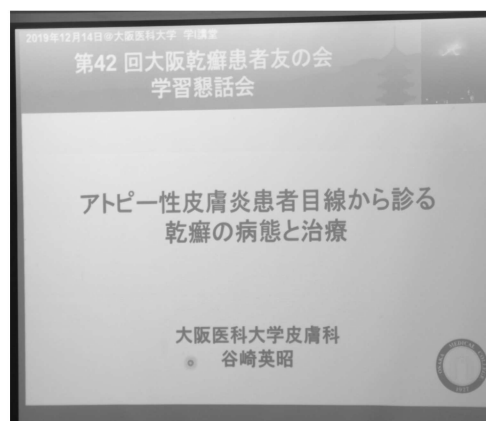 2019年12月14日@大阪医科大学 学I講堂
第42 回大阪乾癬患者友の会
学習懇話会
アトピー性皮膚炎患者目線から診る
乾癬の病態と治療
大阪医科大学皮膚科
谷崎英昭